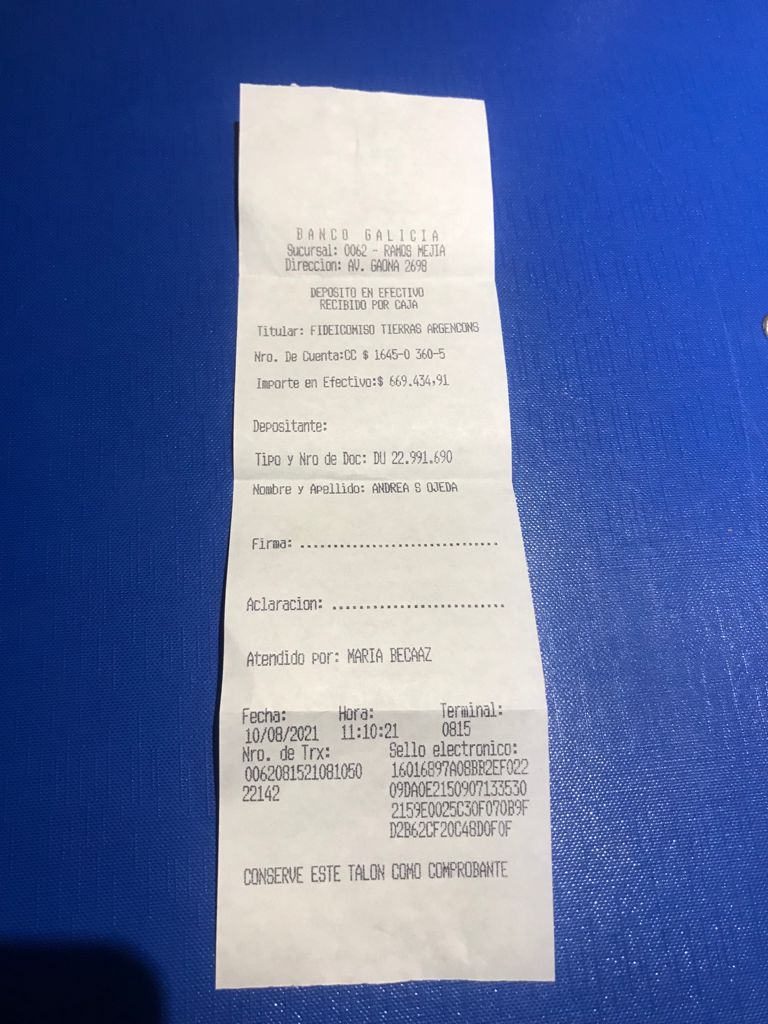 BANCO GALICIA
Sucursal: 0062 - RAMOS MEJIA
Direccion: AV. GAONA 2698
DEPOSITO EN EFECTIVO
RECIBIDO POR CAJA
Titular: FIDEICOMISO TIERRAS ARGENCONS
Nro. De Cuenta:CC $ 1645-0 360-5
Importe en Efectivo:$ 669.434,91
Depositante:
Tipo y Nro de Doc: DU 22.991.690
Nombre y Apellido: ANDREA S OJEDA
Firma: .............................
Aclaracion: ..........................
Atendido por: MARIA BECAAZ
Fecha: Hora: Terminal:
10/08/2021 11:10:21 0815
Nro. de Trx: Sello electronico:
0062081521081050 16016897A08BB2EF022
22142 09DA0E2150907133530
2159E0025C30F070B9F
D2B62CF20C48D0F0F
CONSERVE ESTE TALON COMO COMPROBANTE